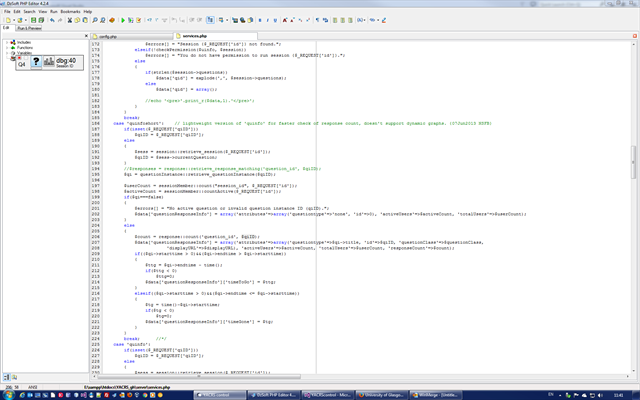 DzSoft PHP Editor 4.2.4
File Edit Search View Run Bookmarks Help
Edit Run & Preview
Includes
Functions
Variables
Q4 ? dbg:40
Session ID
config.php services.php
172 $errors[] = "Session {$_REQUEST['id']} not found.";
173 elseif(!checkPermission($uinfo, $session))
174 $errors[] = "You do not have permission to run session {$_REQUEST['id']}.";
175 else
176 {
177 if(strlen($session->questions))
178 $data['qid'] = explode(',', $session->questions);
179 else
180 $data['qid'] = array();
181
182 //echo '<pre>'.print_r($data,1).'</pre>';
183 }
184 }
185 break;
186 case 'quinfoshort': // lightweight version of 'quinfo' for faster check of response count, doesn't support dynamic graphs.
187 if(isset($_REQUEST['qiID']))
188 $qiID = $_REQUEST['qiID'];
189 else
190 {
191 $sess = session::retrieve_session($_REQUEST['id']);
192 $qiID = $sess->currentQuestion;
193 }
194 //$responses = response::retrieve_response_matching('question_id', $qiID);
195 $qi = questionInstance::retrieve_questionInstance($qiID);
196
197 $userCount = sessionMember::count("session_id", $_REQUEST['id']);
198 $activeCount = sessionMember::countActive($_REQUEST['id']);
199 if($qi===false)
200 {
201 $errors[] = "No active question or invalid question instance ID (qiID).";
202 $data['questionResponseInfo'] = array('attributes'=>array('questiontype'=>'none', 'id'=>0), 'activeUsers'=>$activeCount, 'totalUsers'=>$userCount);
203 }
204 else
205 {
206 $count = response::count('question_id', $qiID);
207 $data['questionResponseInfo'] = array('attributes'=>array('questiontype'=>$qi->title, 'id'=>$qiID, 'questionClass'=>$questionClass,
208 'displayURL'=>$displayURL), 'activeUsers'=>$activeCount, 'totalUsers'=>$userCount, 'responseCount'=>$count);
209 if(($qi->starttime > 0)&&($qi->endtime > $qi->starttime))
210 {
211 $ttg = $qi->endtime - time();
212 if($ttg < 0)
213 $ttg=0;
214 $data['questionResponseInfo']['timeToGo'] = $ttg;
215 }
216 elseif(($qi->starttime > 0)&&($qi->endtime <= $qi->starttime))
217 {
218 $tg = time()-$qi->starttime;
219 if($tg < 0)
220 $tg=0;
221 $data['questionResponseInfo']['timeGone'] = $tg;
222 }
223 }
224 break; //*/
225 case 'quinfo':
226 if(isset($_REQUEST['qiID']))
227 $qiID = $_REQUEST['qiID'];
228 else
229 {
230 $sess = session::retrieve_session($_REQUEST['id']);
ANSI E:\xampp\htdocs\YACRS_git\serve\services.php
YACRS control DzSoft PHP Editor 4... YACRScontrol - Micros... University of Glasgo... WinMerge - [Untitle...
EN 11:41